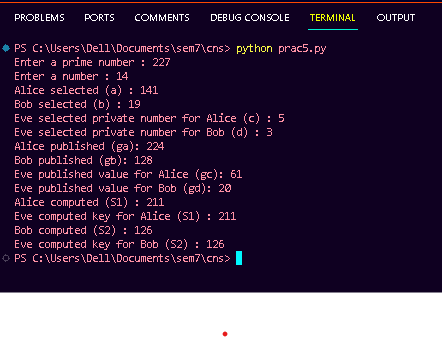 PROBLEMS PORTS COMMENTS DEBUG CONSOLE TERMINAL OUTPUT
PS C:\Users\Dell\Documents\sem7\cns> python prac5.py
Enter a prime number : 227
Enter a number : 14
Alice selected (a) : 141
Bob selected (b) : 19
Eve selected private number for Alice (c) : 5
Eve selected private number for Bob (d) : 3
Alice published (ga): 224
Bob published (gb): 128
Eve published value for Alice (gc): 61
Eve published value for Bob (gd): 20
Alice computed (S1) : 211
Eve computed key for Alice (S1) : 211
Bob computed (S2) : 126
Eve computed key for Bob (S2) : 126
PS C:\Users\Dell\Documents\sem7\cns>